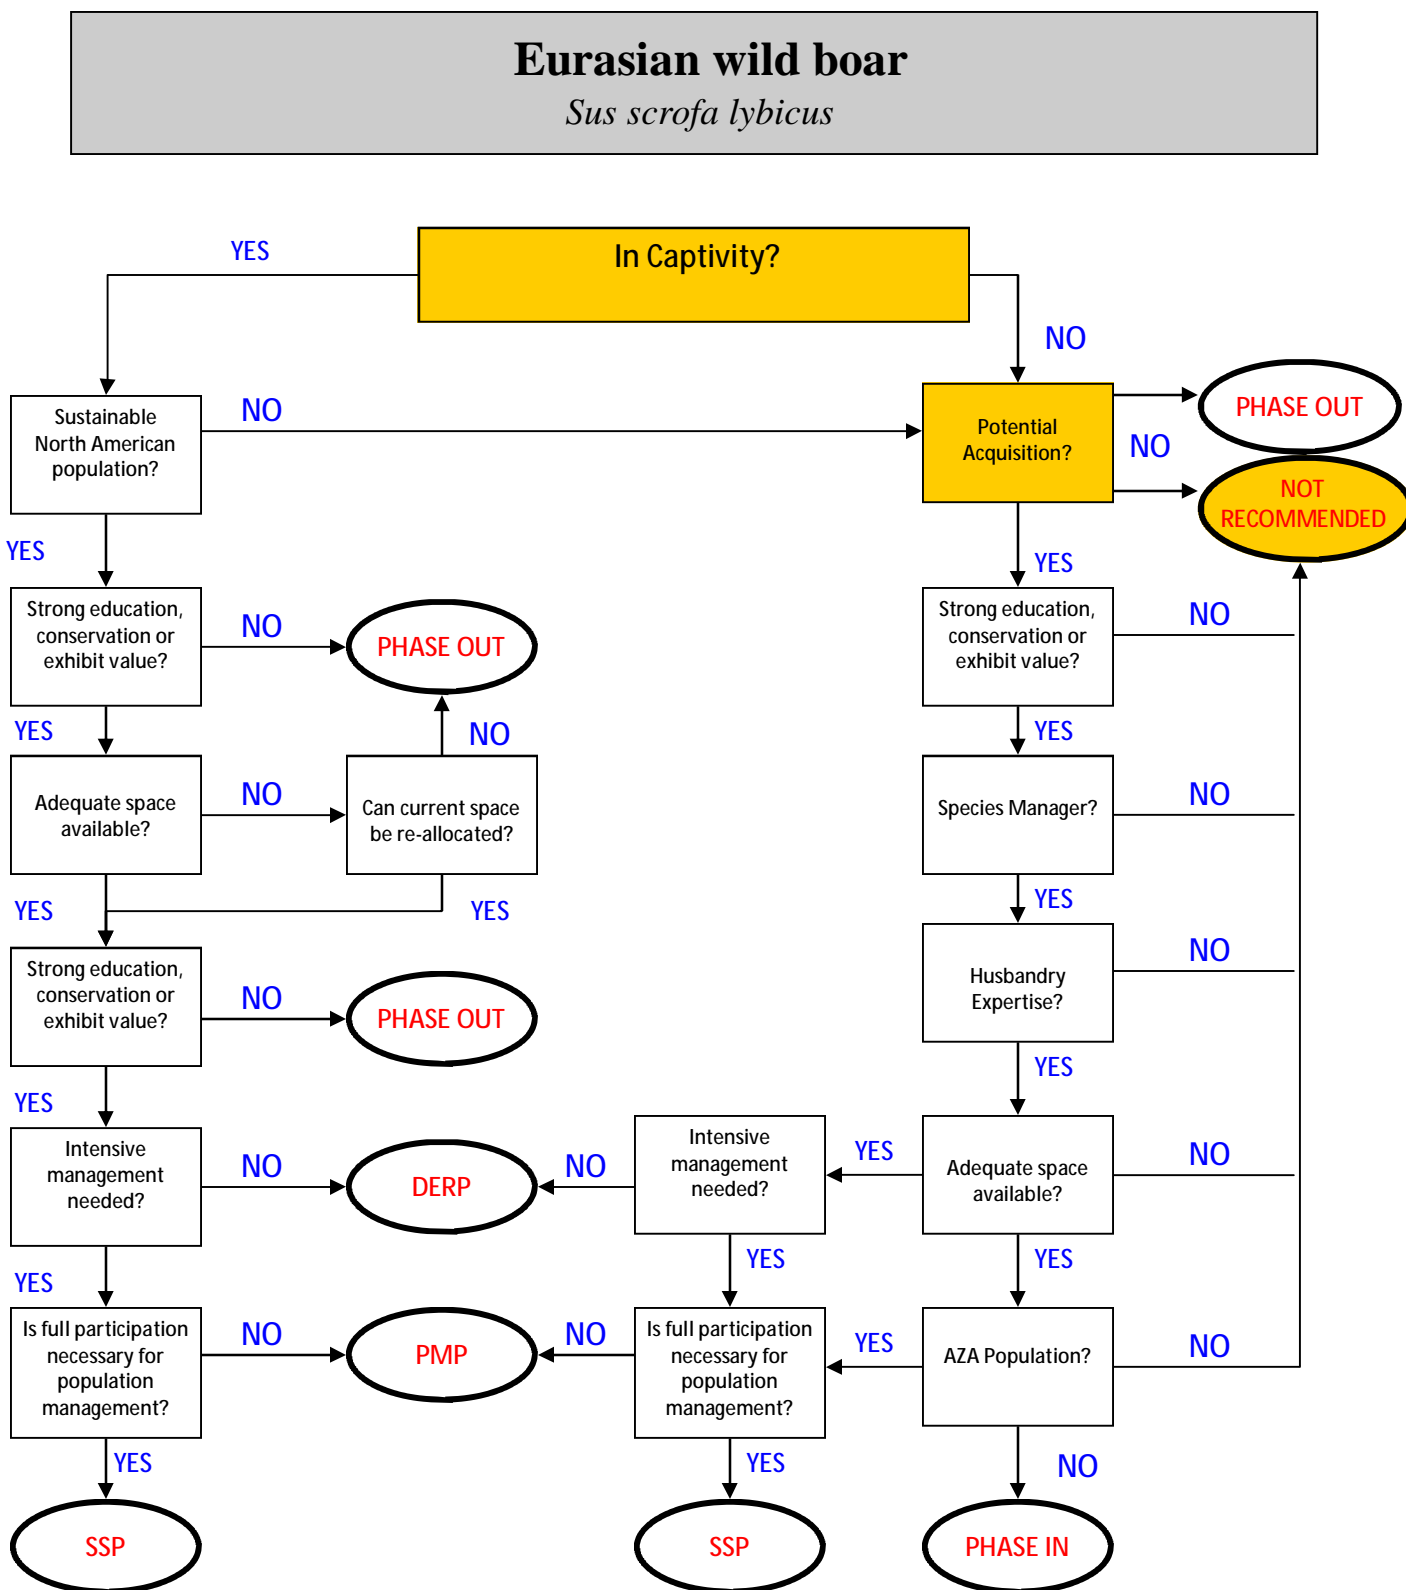 Eurasian wild boar
Sus scrofa lybicus
YES
In Captivity?
NO
Sustainable
North American
population?
NO
Potential
Acquisition?
NO
PHASE OUT
NOT
RECOMMENDED
YES
YES
Strong education,
conservation or
exhibit value?
NO
PHASE OUT
Strong education,
conservation or
exhibit value?
NO
YES
NO
YES
Adequate space
available?
NO
Can current space
be re-allocated?
Species Manager?
NO
YES
YES
YES
Strong education,
conservation or
exhibit value?
NO
PHASE OUT
Husbandry
Expertise?
NO
YES
YES
Intensive
management
needed?
NO
DERP
NO
Intensive
management
needed?
YES
Adequate space
available?
NO
YES
YES
YES
Is full participation
necessary for
population
management?
NO
PMP
NO
Is full participation
necessary for
population
management?
YES
AZA Population?
NO
YES
YES
NO
SSP
SSP
PHASE IN